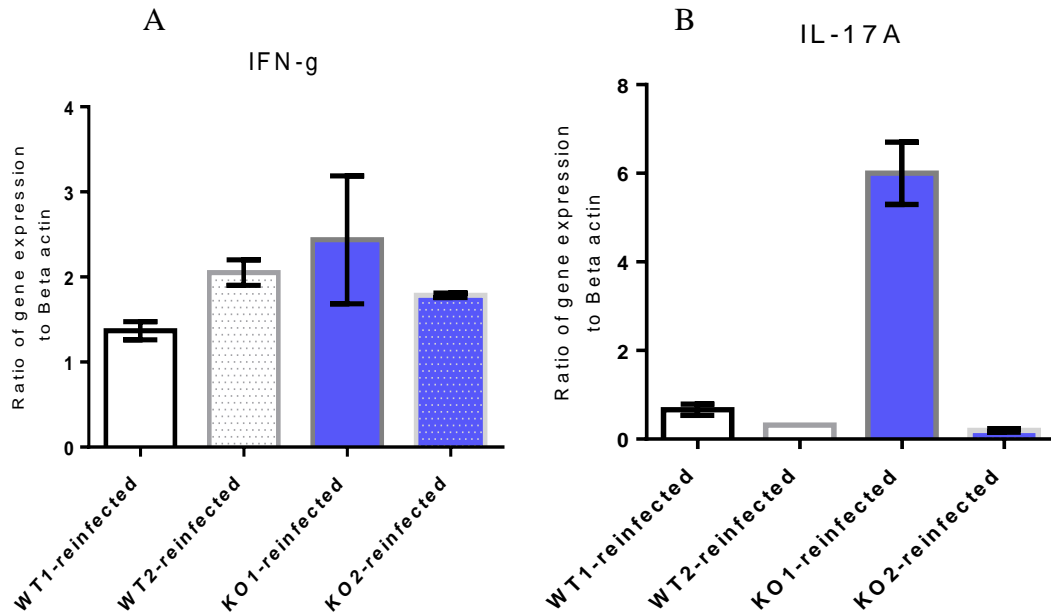 A
IFN-g
Ratio of gene expression
to Beta actin
4
3
2
1
0
WT1-reinfected
WT2-reinfected
KO1-reinfected
KO2-reinfected
B
IL-17A
Ratio of gene expression
to Beta actin
8
6
4
2
0
WT1-reinfected
WT2-reinfected
KO1-reinfected
KO2-reinfected